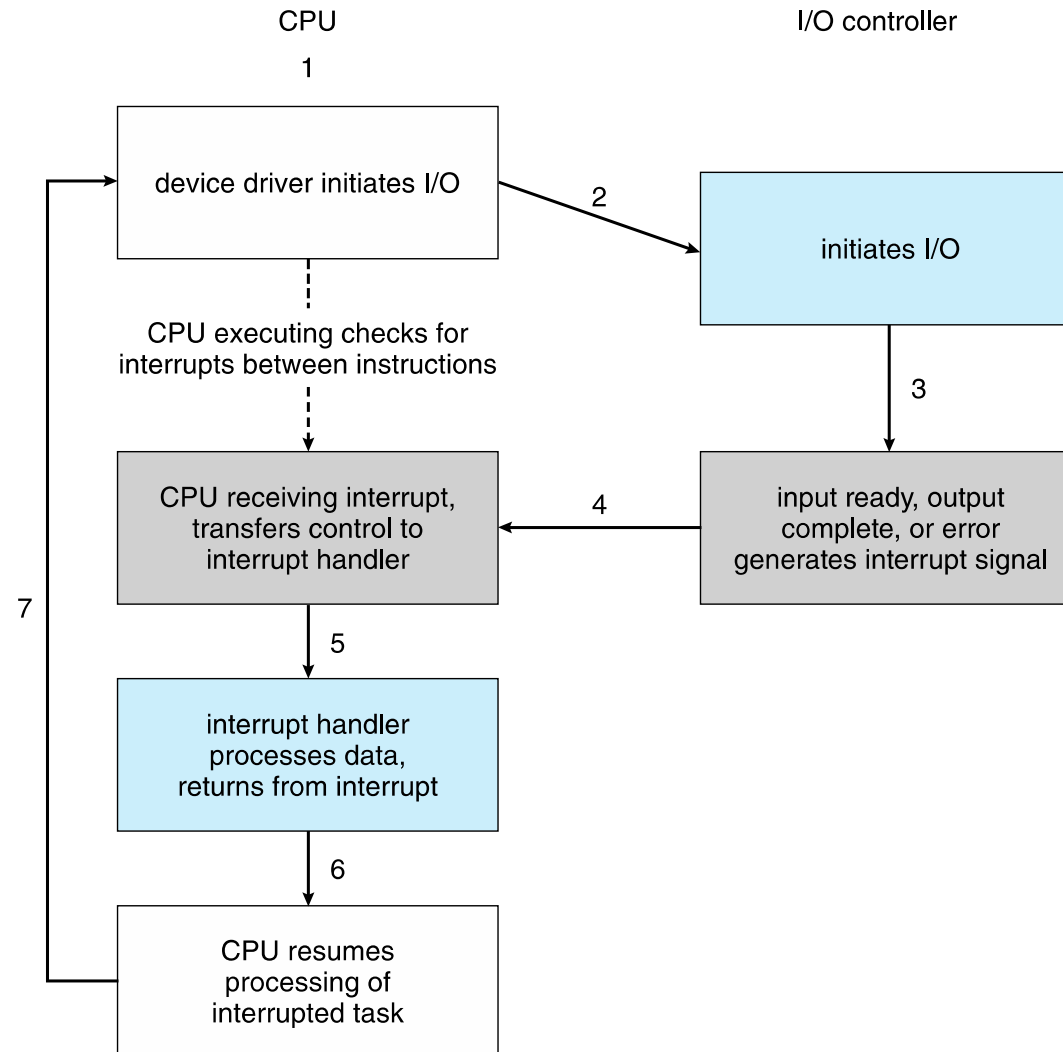 CPU
I/O controller
1
device driver initiates I/O
2
initiates I/O
CPU executing checks for
interrupts between instructions
3
CPU receiving interrupt,
transfers control to
interrupt handler
4
input ready, output
complete, or error
generates interrupt signal
7
5
interrupt handler
processes data,
returns from interrupt
6
CPU resumes
processing of
interrupted task